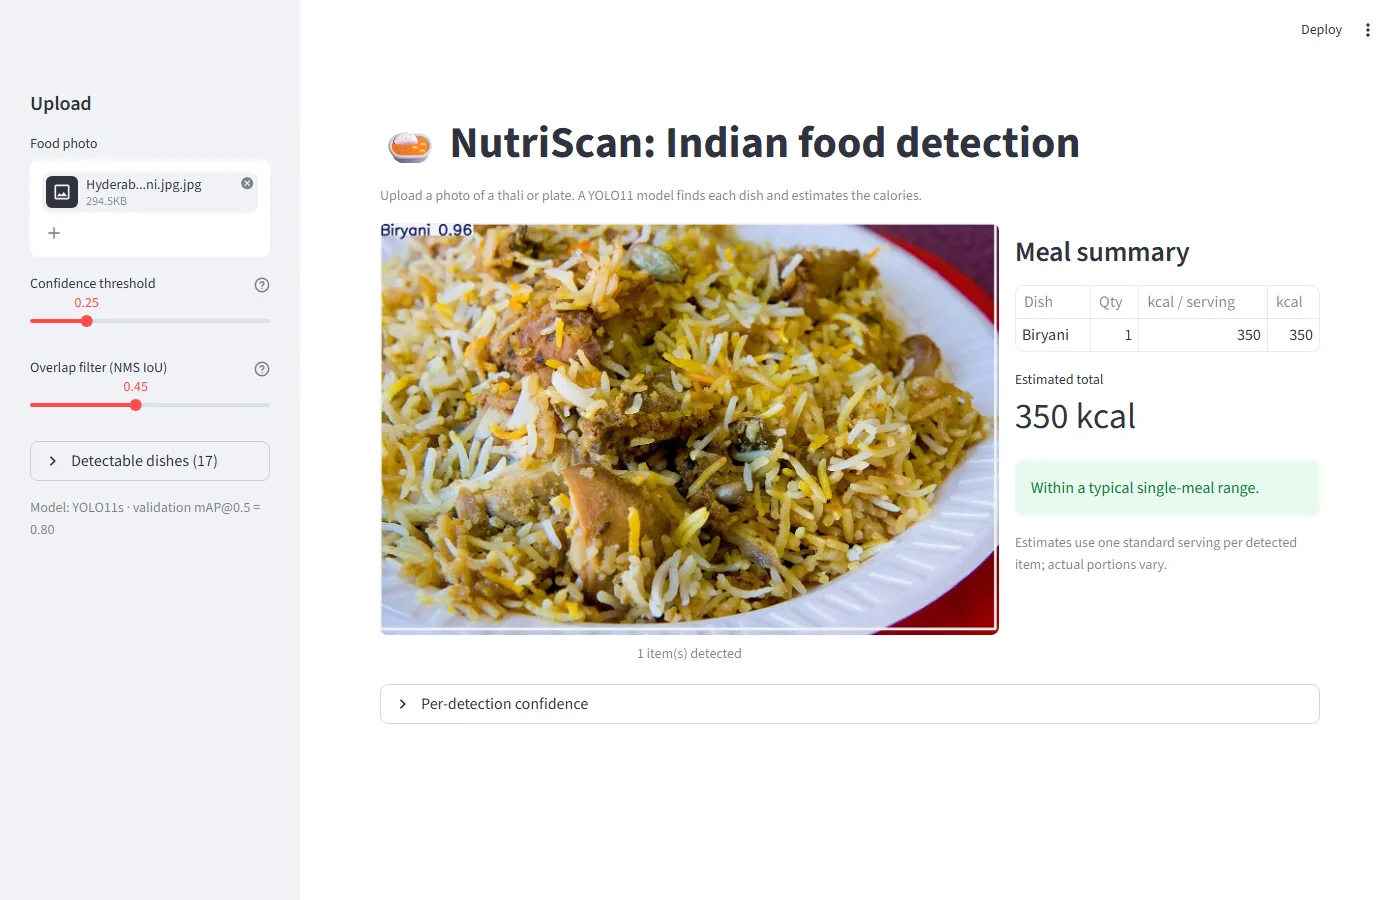 Deploy
Upload
Food photo
Hyderab...ni.jpg.jpg
294.5KB
Confidence threshold
0.25
Overlap filter (NMS IoU)
0.45
Detectable dishes (17)
Model: YOLO11s · validation mAP@0.5 =
0.80
NutriScan: Indian food detection
Upload a photo of a thali or plate. A YOLO11 model finds each dish and estimates the calories.
Biryani 0.96
1 item(s) detected
Meal summary
Dish Qty kcal / serving kcal
Biryani 1 350 350
Estimated total
350 kcal
Within a typical single-meal range.
Estimates use one standard serving per detected
item; actual portions vary.
Per-detection confidence